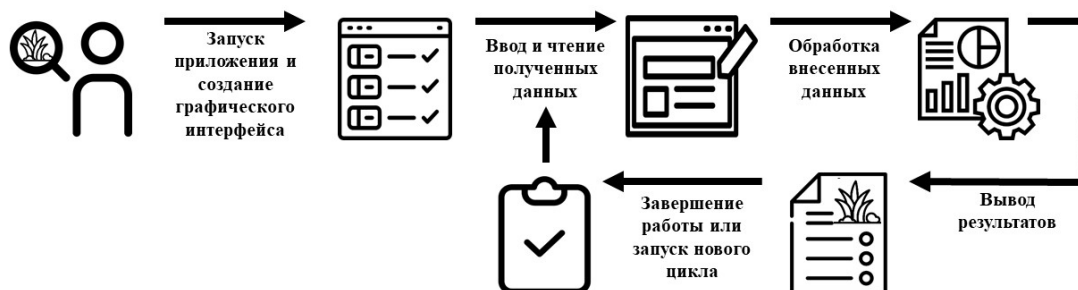 Запуск
приложения и
создание
графического
интерфейса
Ввод и чтение
полученных
данных
Обработка
внесенных
данных
Вывод
результатов
Завершение
работы или
запуск нового
цикла